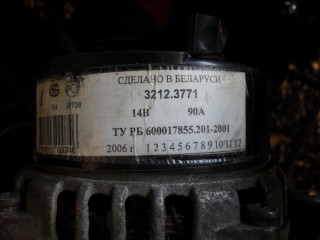 СДЕЛАНО В БЕЛАРУСИ
3212.3771
14В 90А
ТУ РБ 600017855.201-2001
2006 г 1 2 3 4 5 6 7 8 9 10 11 12